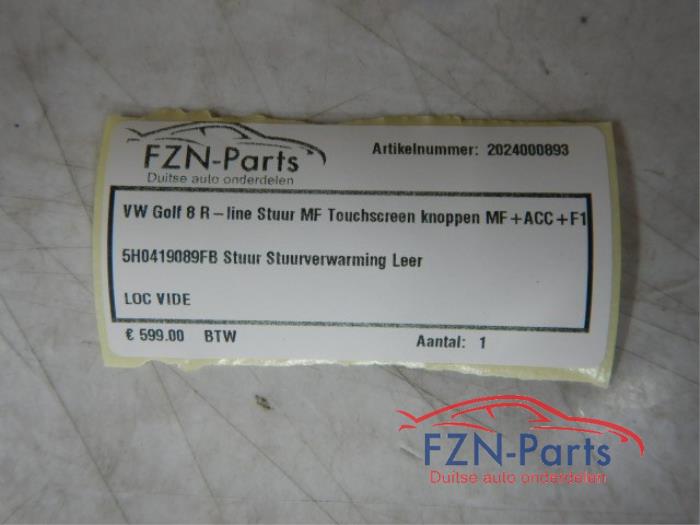 FZN-Parts
Duitse auto onderdelen
Artikelnummer: 2024000893
VW Golf 8 R-line Stuur MF Touchscreen knoppen MF+ACC+F1
5H0419089FB Stuur Stuurverwarming Leer
LOC VIDE
€ 599.00 BTW
Aantal: 1
FZN-Parts
Duitse auto onderdelen